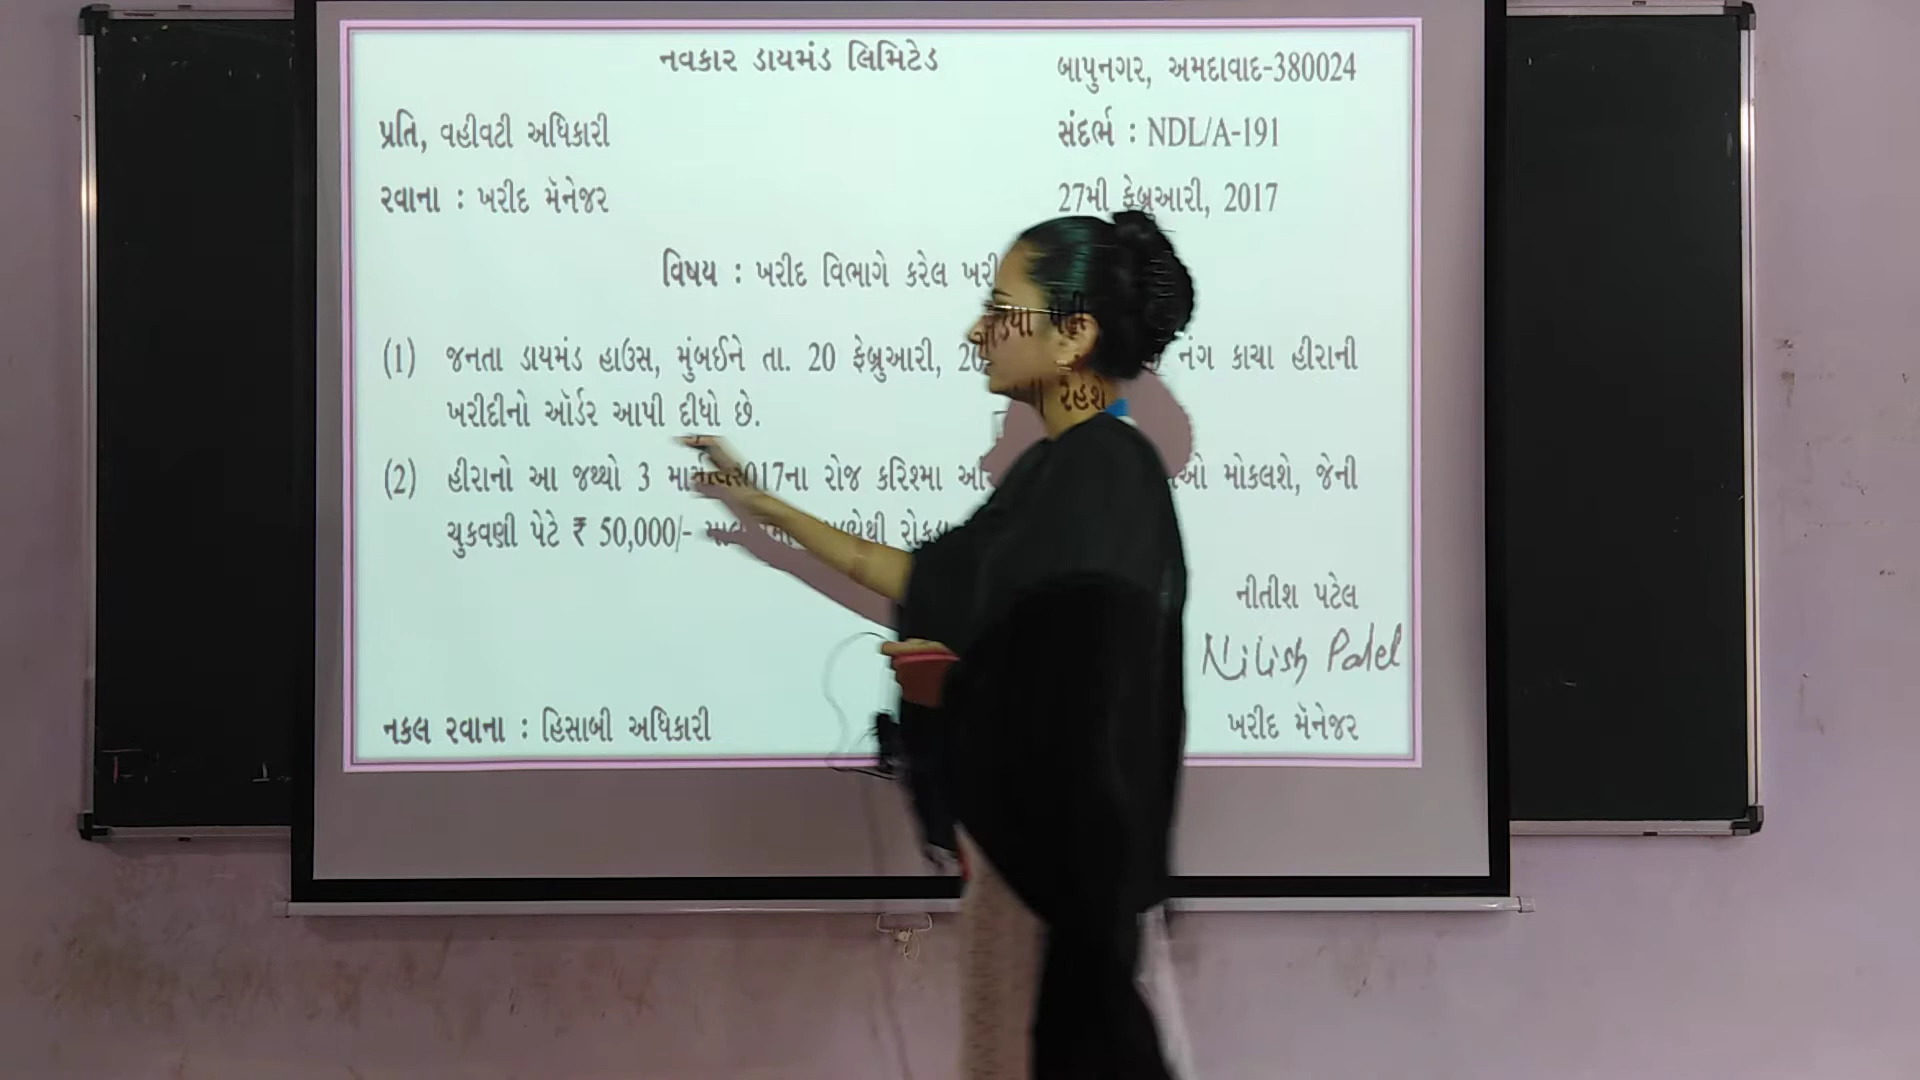 નવકાર ડાયમંડ લિમિટેડ
બાપુનગર, અમદાવાદ-380024
પ્રતિ, વહીવટી અધિકારી
સંદર્ભ : NDL/A-191
રવાના : ખરીદ મૅનેજર
27મી ફેબ્રુઆરી, 2017
વિષય : ખરીદ વિભાગે કરેલ
(1) જનતા ડાયમંડ હાઉસ, મુંબઈને તા. 20 ફેબ્રુઆરી, નંગ કાચા હીરાની
ખરીદીનો ઑર્ડર આપી દીધો છે.
(2) હીરાનો આ જથ્થો 3 2017ના રોજ કરિશ્મા મોકલશે, જેની
ચુકવણી પેટે ₹ 50,000/-
રહેશે
નીતીશ પટેલ
Nitish Patel
નકલ રવાના : હિસાબી અધિકારી
ખરીદ મૅનેજર